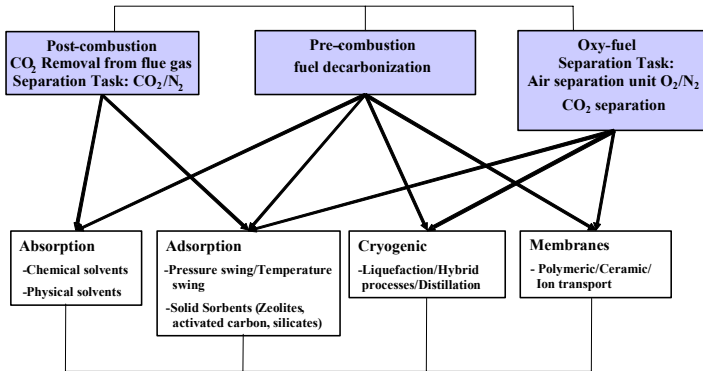 Post-combustion
CO₂ Removal from flue gas
Separation Task: CO₂/N₂
Pre-combustion
fuel decarbonization
Oxy-fuel
Separation Task:
Air separation unit O₂/N₂
CO₂ separation
Absorption
-Chemical solvents
-Physical solvents
Adsorption
-Pressure swing/Temperature
swing
-Solid Sorbents (Zeolites,
activated carbon, silicates)
Cryogenic
-Liquefaction/Hybrid
processes/Distillation
Membranes
- Polymeric/Ceramic/
Ion transport